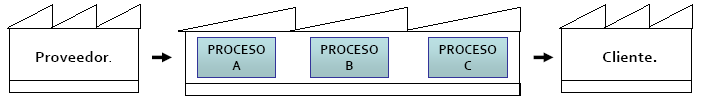 Proveedor.
PROCESO
A
PROCESO
B
PROCESO
C
Cliente.